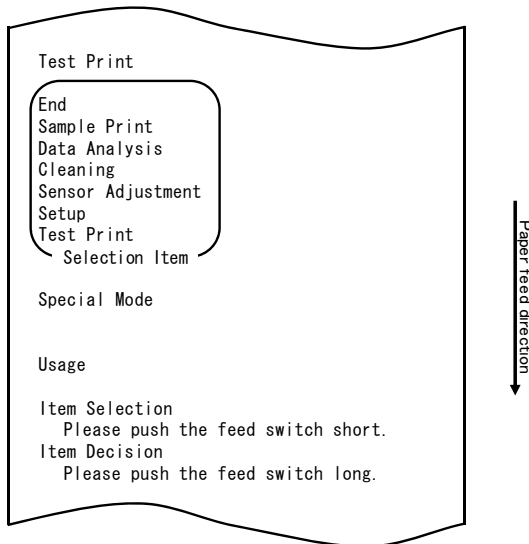 Test Print
End
Sample Print
Data Analysis
Cleaning
Sensor Adjustment
Setup
Test Print
Selection Item
Special Mode
Usage
Item Selection
Please push the feed switch short.
Item Decision
Please push the feed switch long.
Paper feed direction